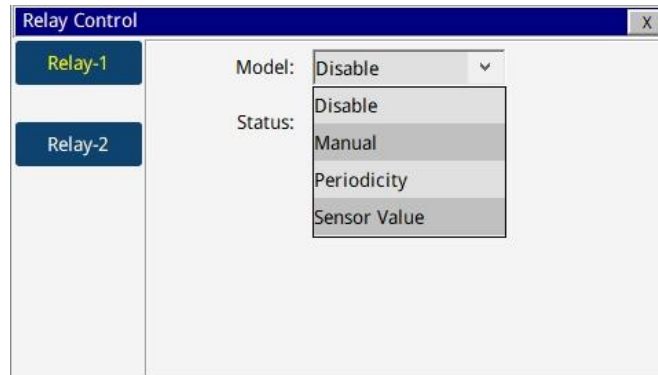 Relay Control
X
Relay-1
Model: Disable
Disable
Status:
Manual
Relay-2
Periodicity
Sensor Value